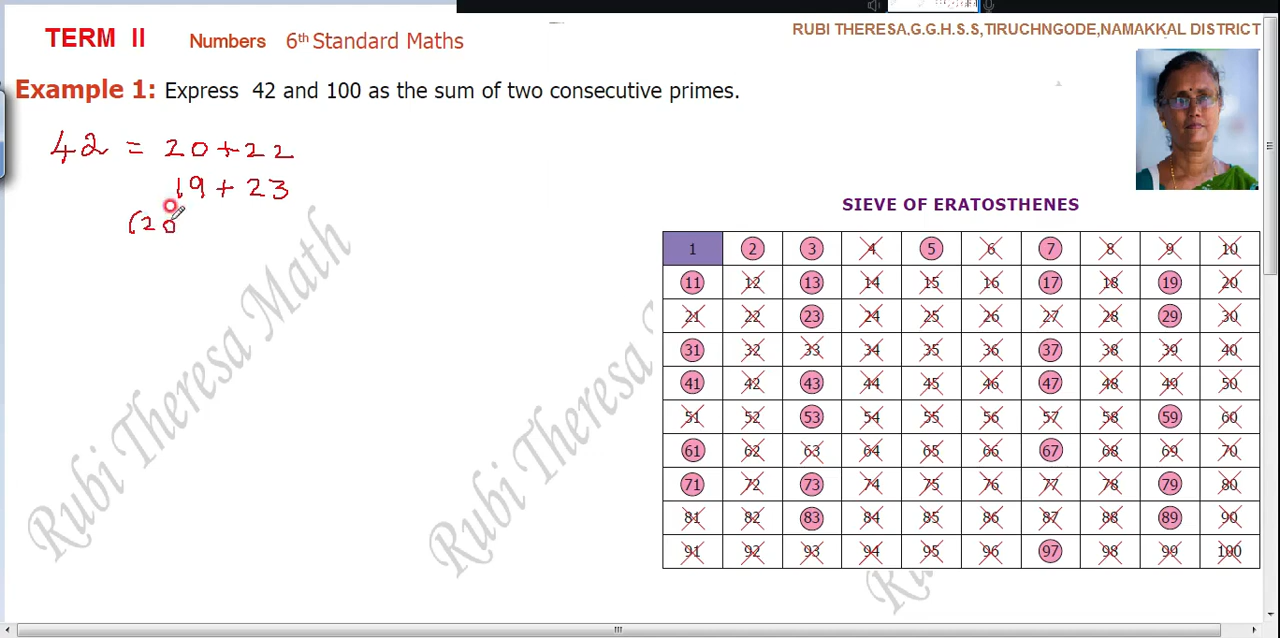 TERM II Numbers 6th Standard Maths
RUBI THERESA,G.G.H.S.S,TIRUCHNGODE,NAMAKKAL DISTRICT
Example 1: Express 42 and 100 as the sum of two consecutive primes.
42 = 20+22
19 + 23
(20
SIEVE OF ERATOSTHENES
1 2 3 4 5 6 7 8 9 10
11 12 13 14 15 16 17 18 19 20
21 22 23 24 25 26 27 28 29 30
31 32 33 34 35 36 37 38 39 40
41 42 43 44 45 46 47 48 49 50
51 52 53 54 55 56 57 58 59 60
61 62 63 64 65 66 67 68 69 70
71 72 73 74 75 76 77 78 79 80
81 82 83 84 85 86 87 88 89 90
91 92 93 94 95 96 97 98 99 100
Rubi Theresa Math
Rubi Theresa
Ru